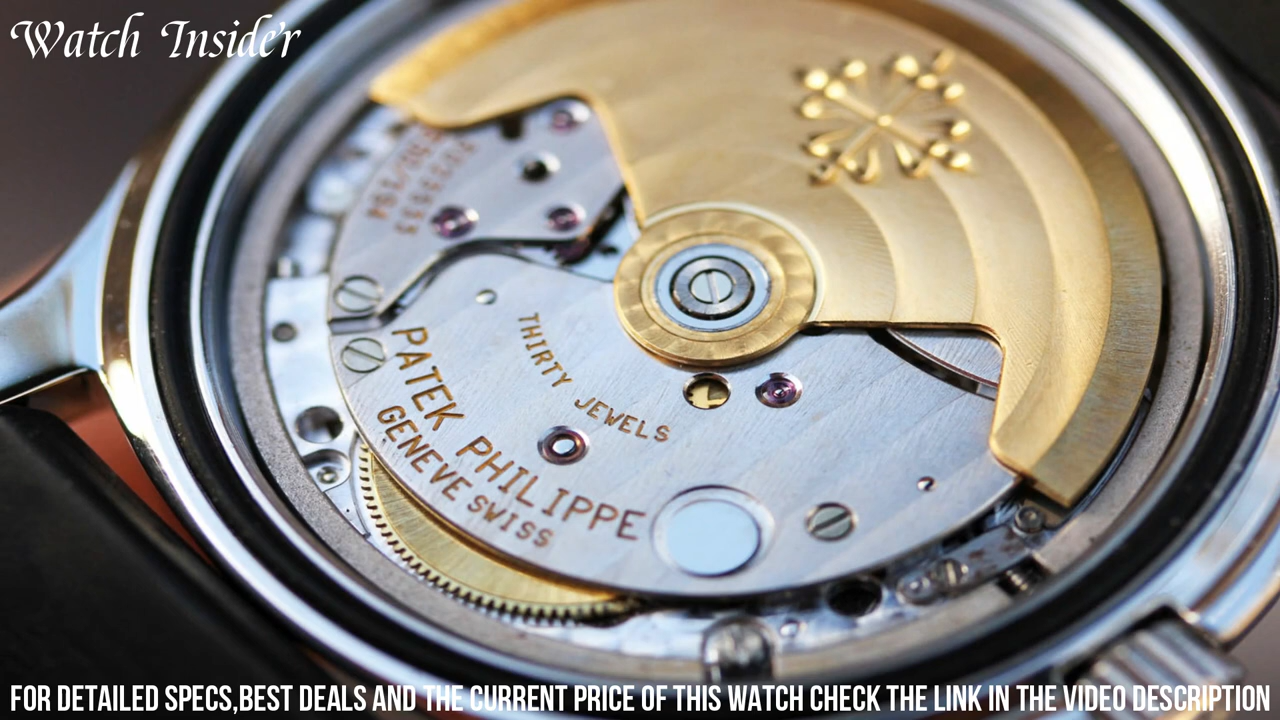 Watch Inside'r
THIRTY JEWELS
PATEK PHILIPPE
GENEVE SWISS
FOR DETAILED SPECS,BEST DEALS AND THE CURRENT PRICE OF THIS WATCH CHECK THE LINK IN THE VIDEO DESCRIPTION